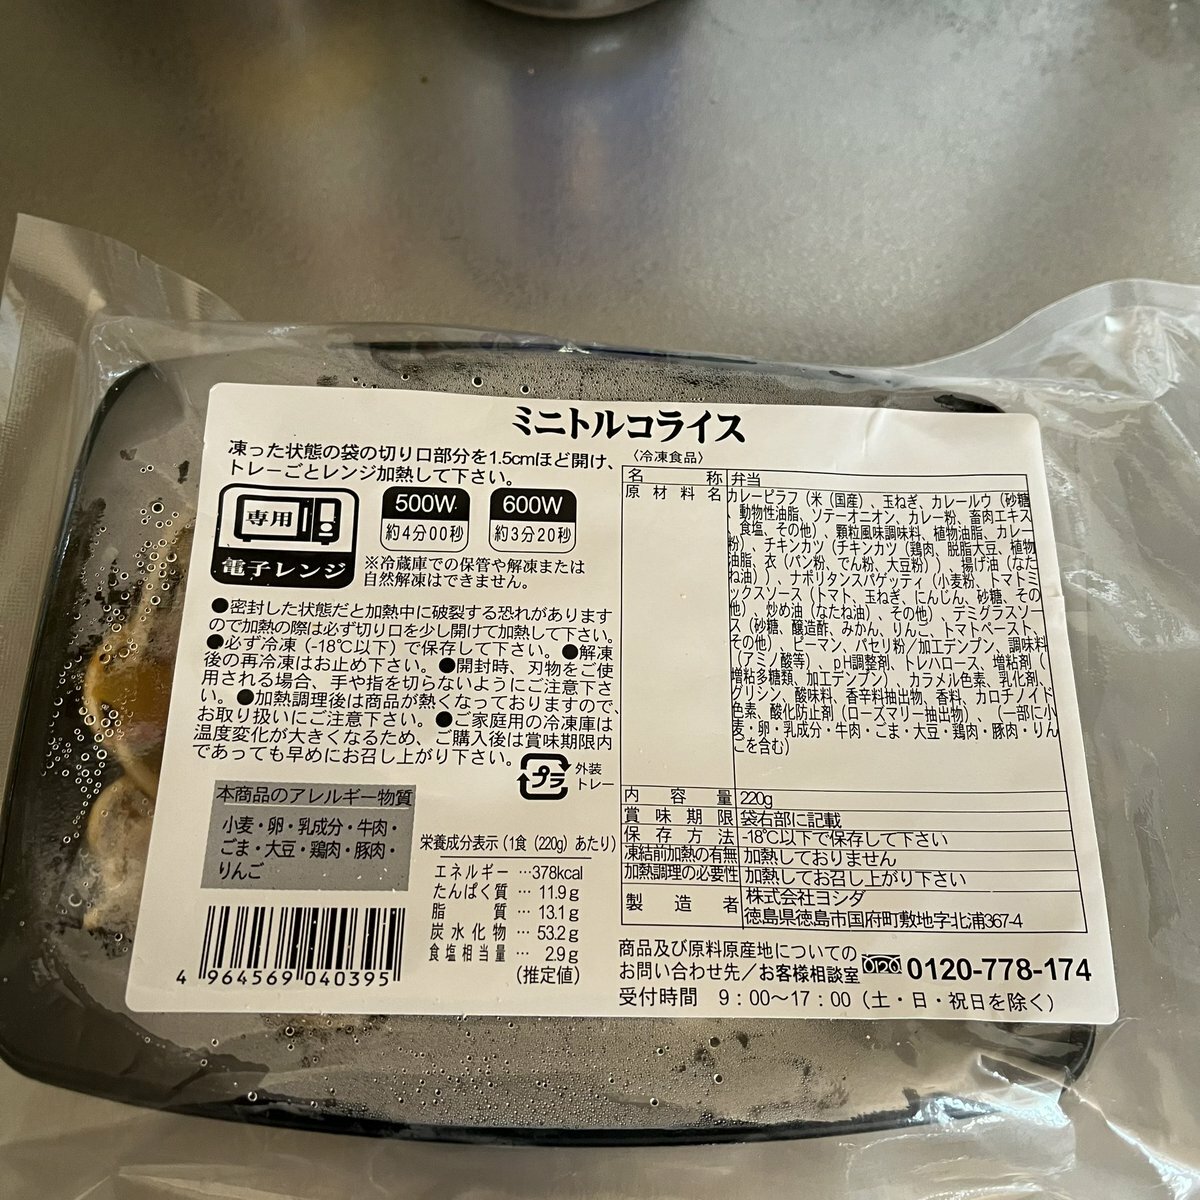 ミニトルコライス
凍った状態の袋の切り口部分を1.5cmほど開け、
トレーごとレンジ加熱して下さい。
専用
電子レンジ
500W
約4分00秒
600W
約3分20秒
※冷蔵庫での保管や解凍または
自然解凍はできません。
●密封した状態だと加熱中に破裂する恐れがあります
ので加熱の際は必ず切り口を少し開けて加熱して下さい。
●必ず冷凍(-18℃以下)で保存して下さい。●解凍
後の再冷凍はお止め下さい。●開封時、刃物をご使
用される場合、手や指を切らないようにご注意下さ
い。●加熱調理後は商品が熱くなっておりますので、
お取り扱いにご注意下さい。●ご家庭用の冷凍庫は
温度変化が大きくなるため、ご購入後は賞味期限内
であっても早めにお召し上がり下さい。
プラ
外装
トレー
本商品のアレルギー物質
小麦・卵・乳成分・牛肉・
ごま・大豆・鶏肉・豚肉・
りんご
栄養成分表示(1食(220g)あたり)
エネルギー…378kcal
たんぱく質…11.9g
脂質…13.1g
炭水化物…53.2g
食塩相当量…2.9g
(推定値)
4 964569 040395
〈冷凍食品〉
名称 弁当
原材料名 カレーピラフ(米(国産)、玉ねぎ、カレールウ(砂糖
、動物性油脂、ソテーオニオン、カレー粉、畜肉エキス
、食塩、その他)、顆粒風味調味料、植物油脂、カレー
粉)、チキンカツ(チキンカツ(鶏肉、脱脂大豆、植物
油脂、衣(パン粉、でん粉、大豆粉))、揚げ油(なた
ね油))、ナポリタンスパゲッティ(小麦粉、トマトミ
ックスソース(トマト、玉ねぎ、にんじん、砂糖、その
他)、炒め油(なたね油)、その他)、デミグラスソー
ス(砂糖、醸造酢、みかん、りんご、トマトペースト、
その他)、ピーマン、パセリ粉／加工デンプン、調味料
(アミノ酸等)、pH調整剤、トレハロース、増粘剤(
増粘多糖類、加工デンプン)、カラメル色素、乳化剤、
グリシン、酸味料、香辛料抽出物、香料、カロチノイド
色素、酸化防止剤(ローズマリー抽出物)、(一部に小
麦・卵・乳成分・牛肉・ごま・大豆・鶏肉・豚肉・りん
ごを含む)
内容量 220g
賞味期限 袋右部に記載
保存方法 -18℃以下で保存して下さい
凍結前加熱の有無 加熱しておりません
加熱調理の必要性 加熱してお召し上がり下さい
製造者 株式会社ヨシダ
徳島県徳島市国府町敷地字北浦367-4
商品及び原料原産地についての
お問い合わせ先／お客様相談室 0120-778-174
受付時間 9:00〜17:00(土・日・祝日を除く)